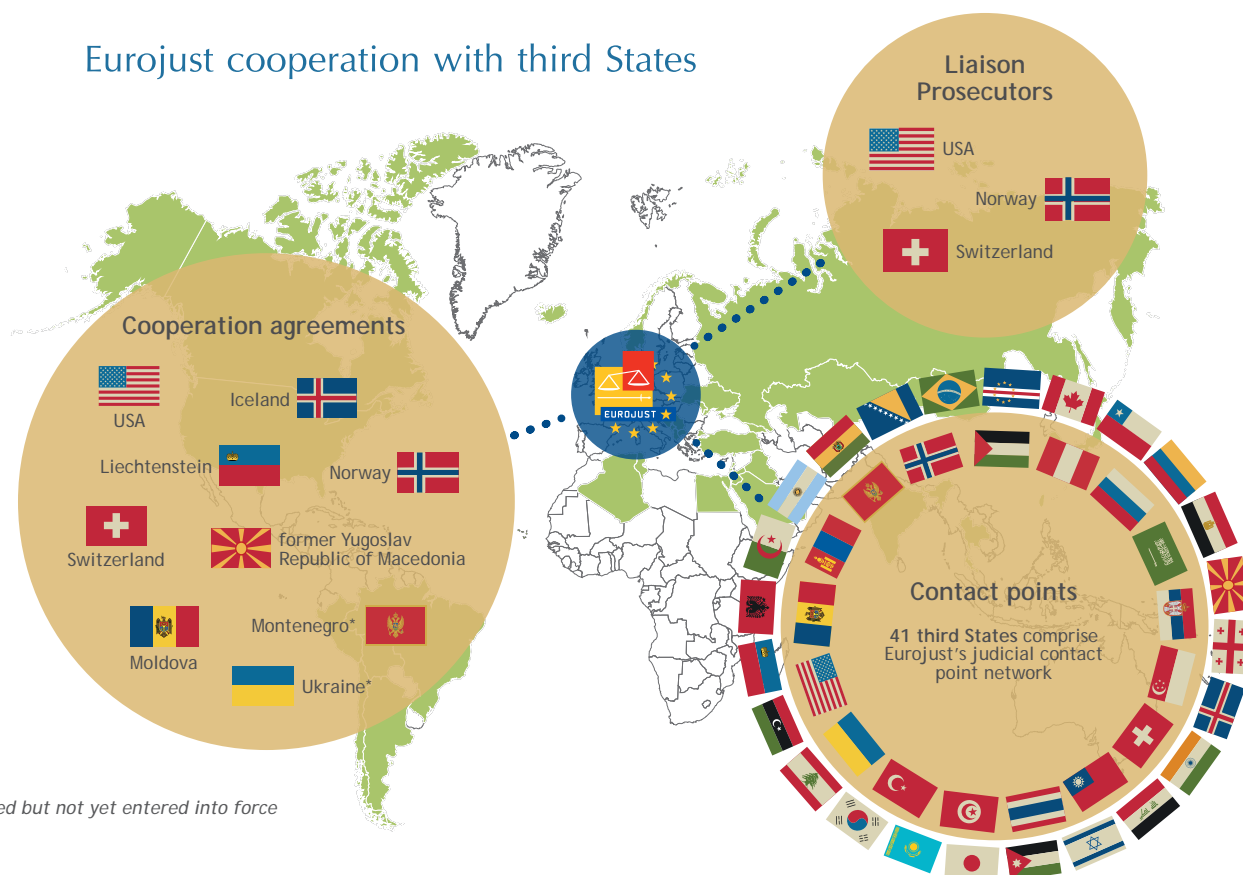 Eurojust cooperation with third States
Liaison
Prosecutors
USA
Norway
Switzerland
Cooperation agreements
USA
Iceland
Liechtenstein
Norway
Switzerland
former Yugoslav
Republic of Macedonia
Moldova
Montenegro*
Ukraine*
EUROJUST
Contact points
41 third States comprise
Eurojust's judicial contact
point network
but not yet entered into force